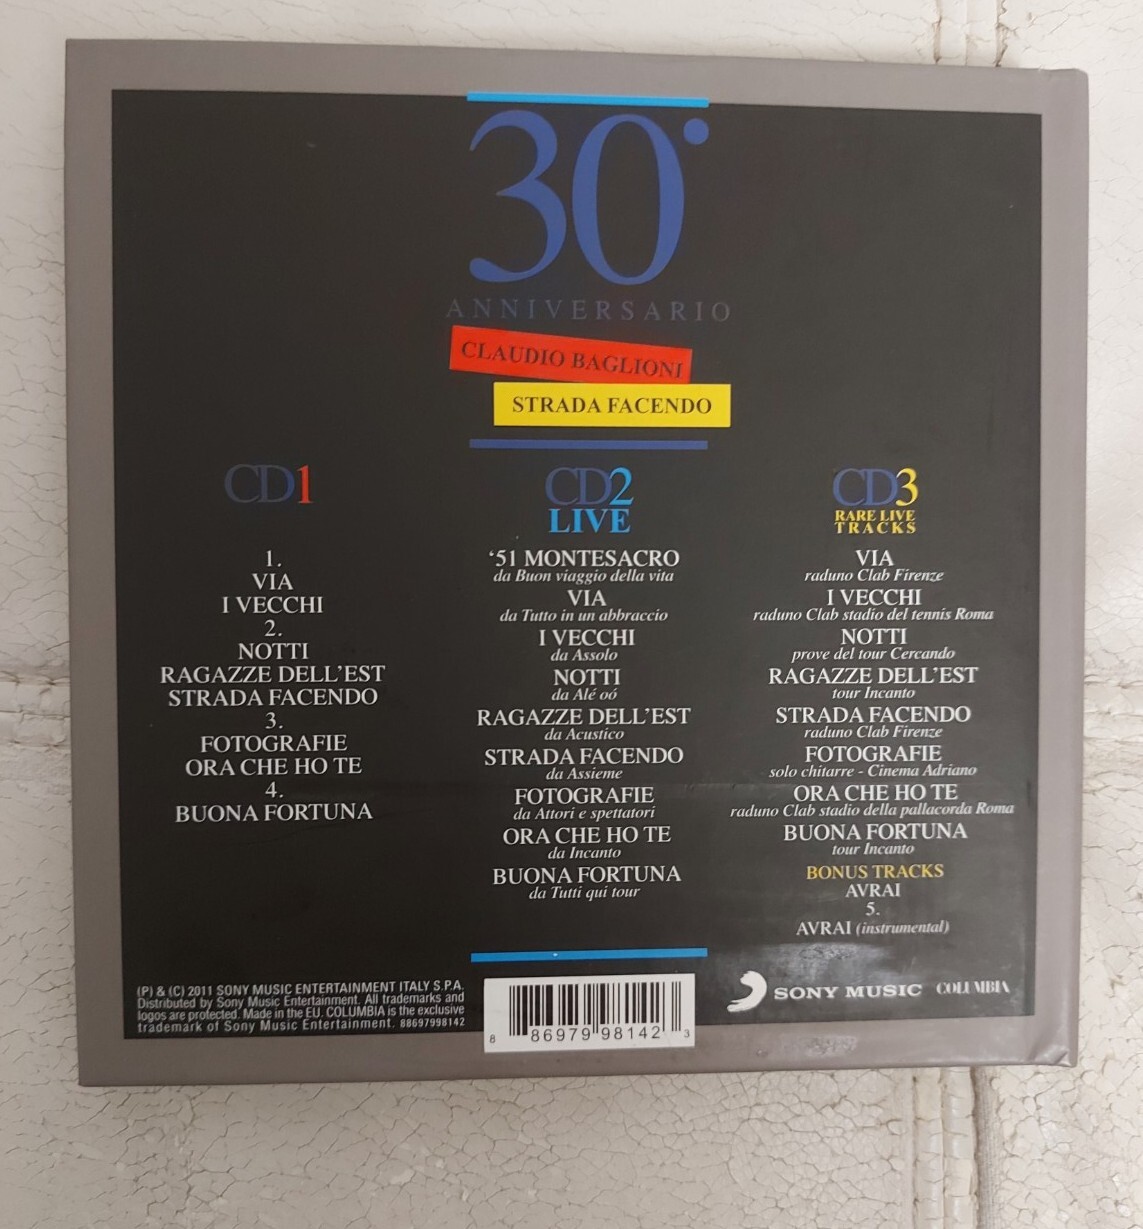 30°
ANNIVERSARIO
CLAUDIO BAGLIONI
STRADA FACENDO
CD1
1.
VIA
I VECCHI
2.
NOTTI
RAGAZZE DELL'EST
STRADA FACENDO
3.
FOTOGRAFIE
ORA CHE HO TE
4.
BUONA FORTUNA
CD2
LIVE
‘51 MONTESACRO
da Buon viaggio della vita
VIA
da Tutto in un abbraccio
I VECCHI
da Assolo
NOTTI
da Alé oó
RAGAZZE DELL'EST
da Acustico
STRADA FACENDO
da Assieme
FOTOGRAFIE
da Attori e spettatori
ORA CHE HO TE
da Incanto
BUONA FORTUNA
da Tutti qui tour
CD3
RARE LIVE
TRACKS
VIA
raduno Clab Firenze
I VECCHI
raduno Clab stadio del tennis Roma
NOTTI
prove del tour Cercando
RAGAZZE DELL'EST
tour Incanto
STRADA FACENDO
raduno Clab Firenze
FOTOGRAFIE
solo chitarre - Cinema Adriano
ORA CHE HO TE
raduno Clab stadio della pallacorda Roma
BUONA FORTUNA
tour Incanto
BONUS TRACKS
AVRAI
5.
AVRAI (instrumental)
(P) & (C) 2011 SONY MUSIC ENTERTAINMENT ITALY S.P.A.
Distributed by Sony Music Entertainment. All trademarks and
logos are protected. Made in the EU. COLUMBIA is the exclusive
trademark of Sony Music Entertainment. 88697998142
8 86979 98142 3
SONY MUSIC
COLUMBIA